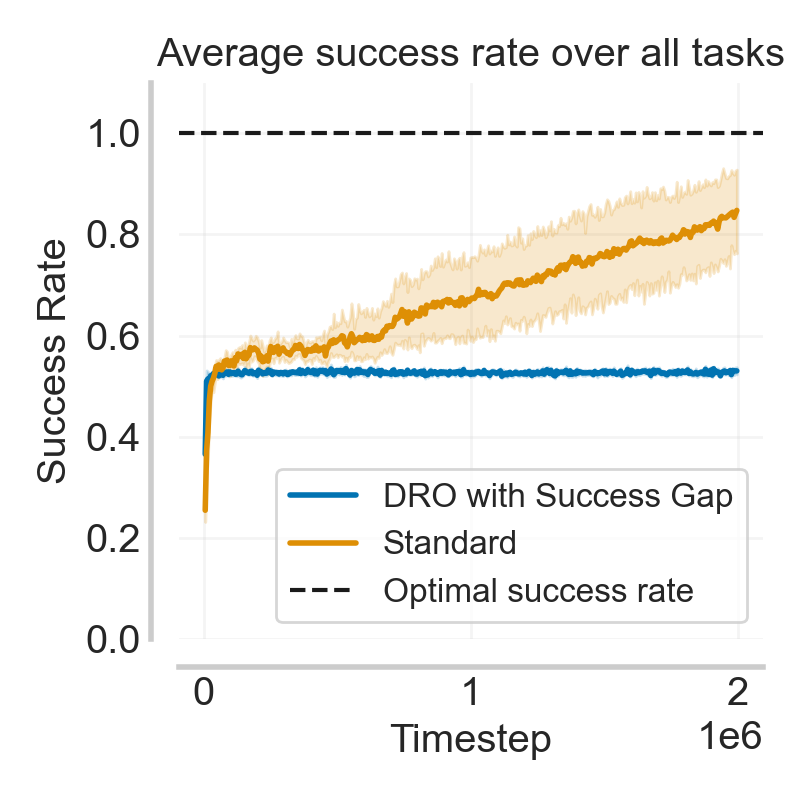 Average success rate over all tasks
Success Rate
1.0
0.8
0.6
0.4
0.2
0.0
DRO with Success Gap
Standard
Optimal success rate
0
1
2
Timestep
1e6